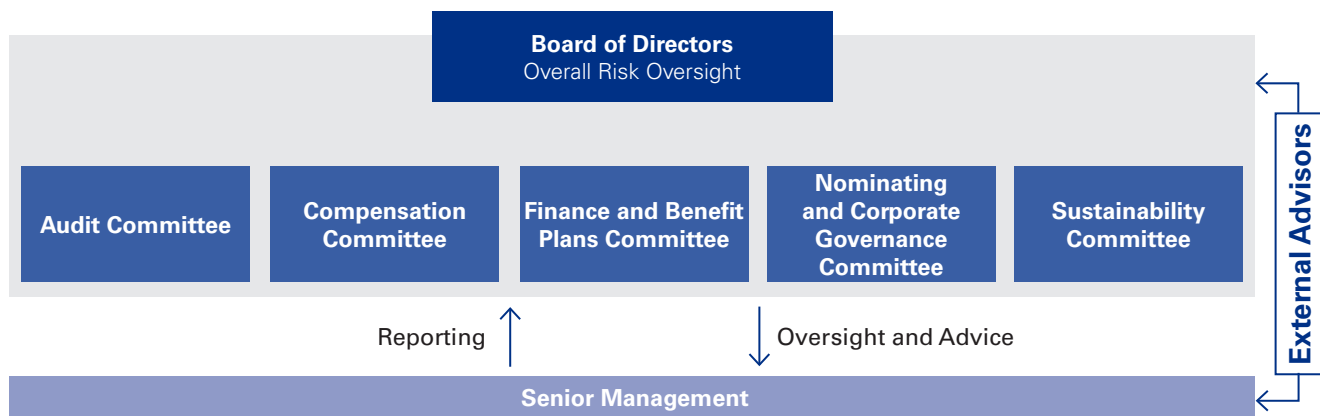 Board of Directors
Overall Risk Oversight
Audit Committee
Compensation
Committee
Finance and Benefit
Plans Committee
Nominating
and Corporate
Governance
Committee
Sustainability
Committee
External Advisors
Reporting
Oversight and Advice
Senior Management